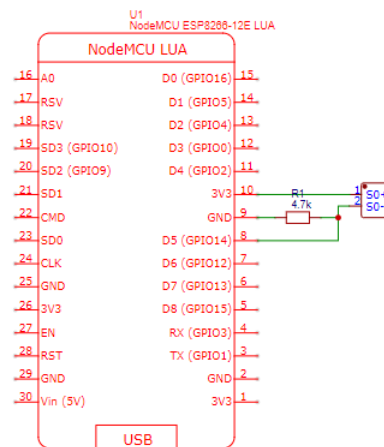 U1
NodeMCU ESP8266-12E LUA
NodeMCU LUA
16 A0 D0 (GPIO16) 15
17 RSV D1 (GPIO5) 14
18 RSV D2 (GPIO4) 13
19 SD3 (GPIO10) D3 (GPIO0) 12
20 SD2 (GPIO9) D4 (GPIO2) 11
21 SD1 3V3 10
22 CMD GND 9
23 SD0 D5 (GPIO14) 8
24 CLK D6 (GPIO12) 7
25 GND D7 (GPIO13) 6
26 3V3 D8 (GPIO15) 5
27 EN RX (GPIO3) 4
28 RST TX (GPIO1) 3
29 GND GND 2
30 Vin (5V) 3V3 1
USB
R1
4.7k
1 S0+
2 S0-